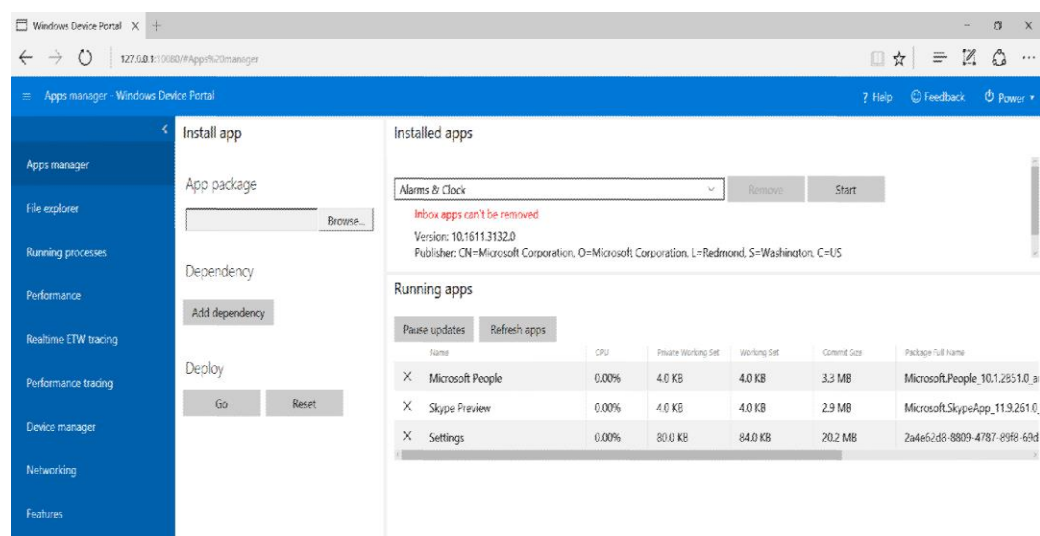 Windows Device Portal
127.0.0.1:10080/#Apps%20manager
Apps manager - Windows Device Portal
? Help
Feedback
Power
Apps manager
File explorer
Running processes
Performance
Realtime ETW tracing
Performance tracing
Device manager
Networking
Features
Install app
App package
Browse...
Dependency
Add dependency
Deploy
Go Reset
Installed apps
Alarms & Clock
Remove
Start
Inbox apps can't be removed
Version: 10.1611.3132.0
Publisher: CN=Microsoft Corporation, O=Microsoft Corporation, L=Redmond, S=Washington, C=US
Running apps
Pause updates Refresh apps
Name CPU Private Working Set Working Set Commit Size Package Full Name
Microsoft People 0.00% 4.0 KB 4.0 KB 3.3 MB Microsoft.People_10.1.2851.0_a
Skype Preview 0.00% 4.0 KB 4.0 KB 2.9 MB Microsoft.SkypeApp_11.9.261.0_
Settings 0.00% 80.0 KB 84.0 KB 20.2 MB 2a4e62d8-8809-4787-89f8-69d